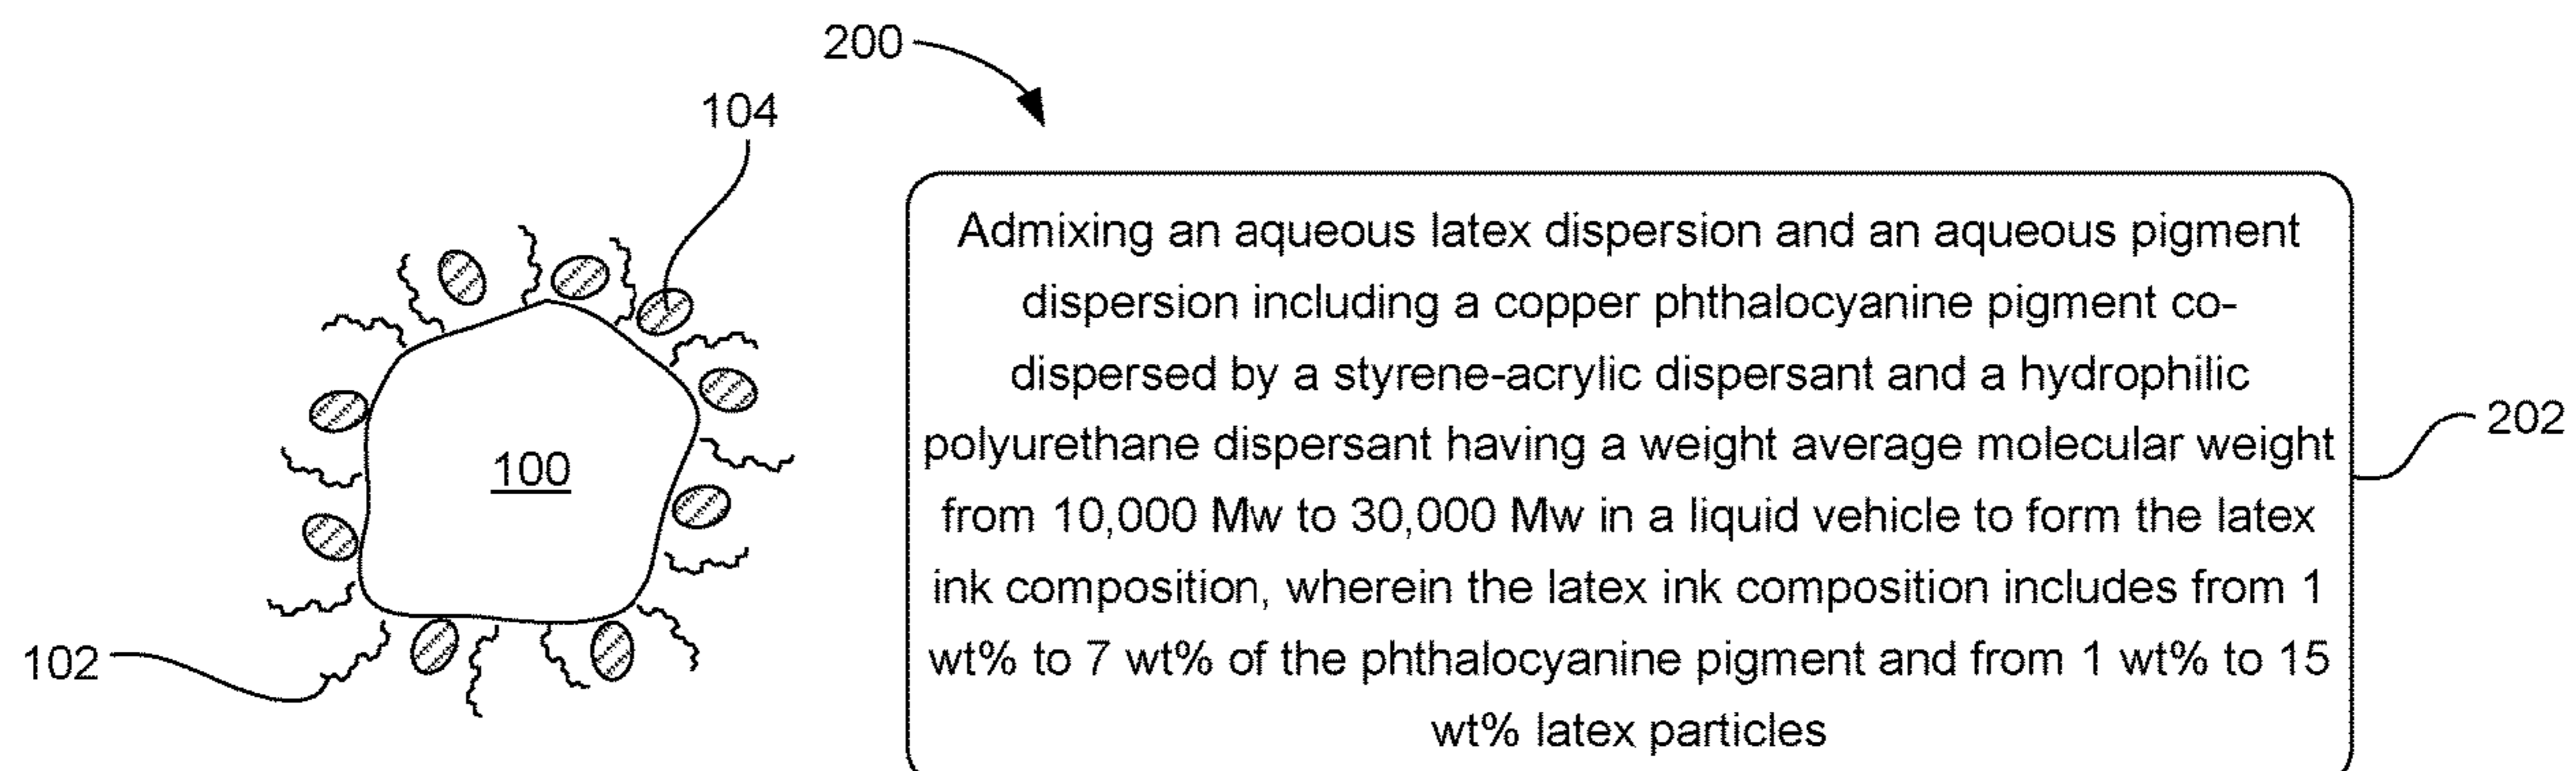 200
104
100
102
Admixing an aqueous latex dispersion and an aqueous pigment
dispersion including a copper phthalocyanine pigment co-
dispersed by a styrene-acrylic dispersant and a hydrophilic
polyurethane dispersant having a weight average molecular weight
from 10,000 Mw to 30,000 Mw in a liquid vehicle to form the latex
ink composition, wherein the latex ink composition includes from 1
wt% to 7 wt% of the phthalocyanine pigment and from 1 wt% to 15
wt% latex particles
202